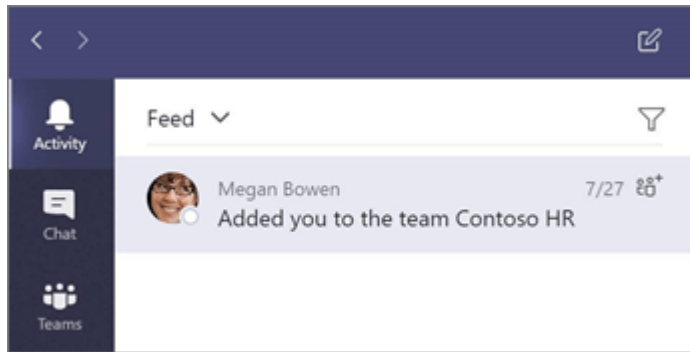 Activity
Chat
Teams
Feed
Megan Bowen 7/27
Added you to the team Contoso HR